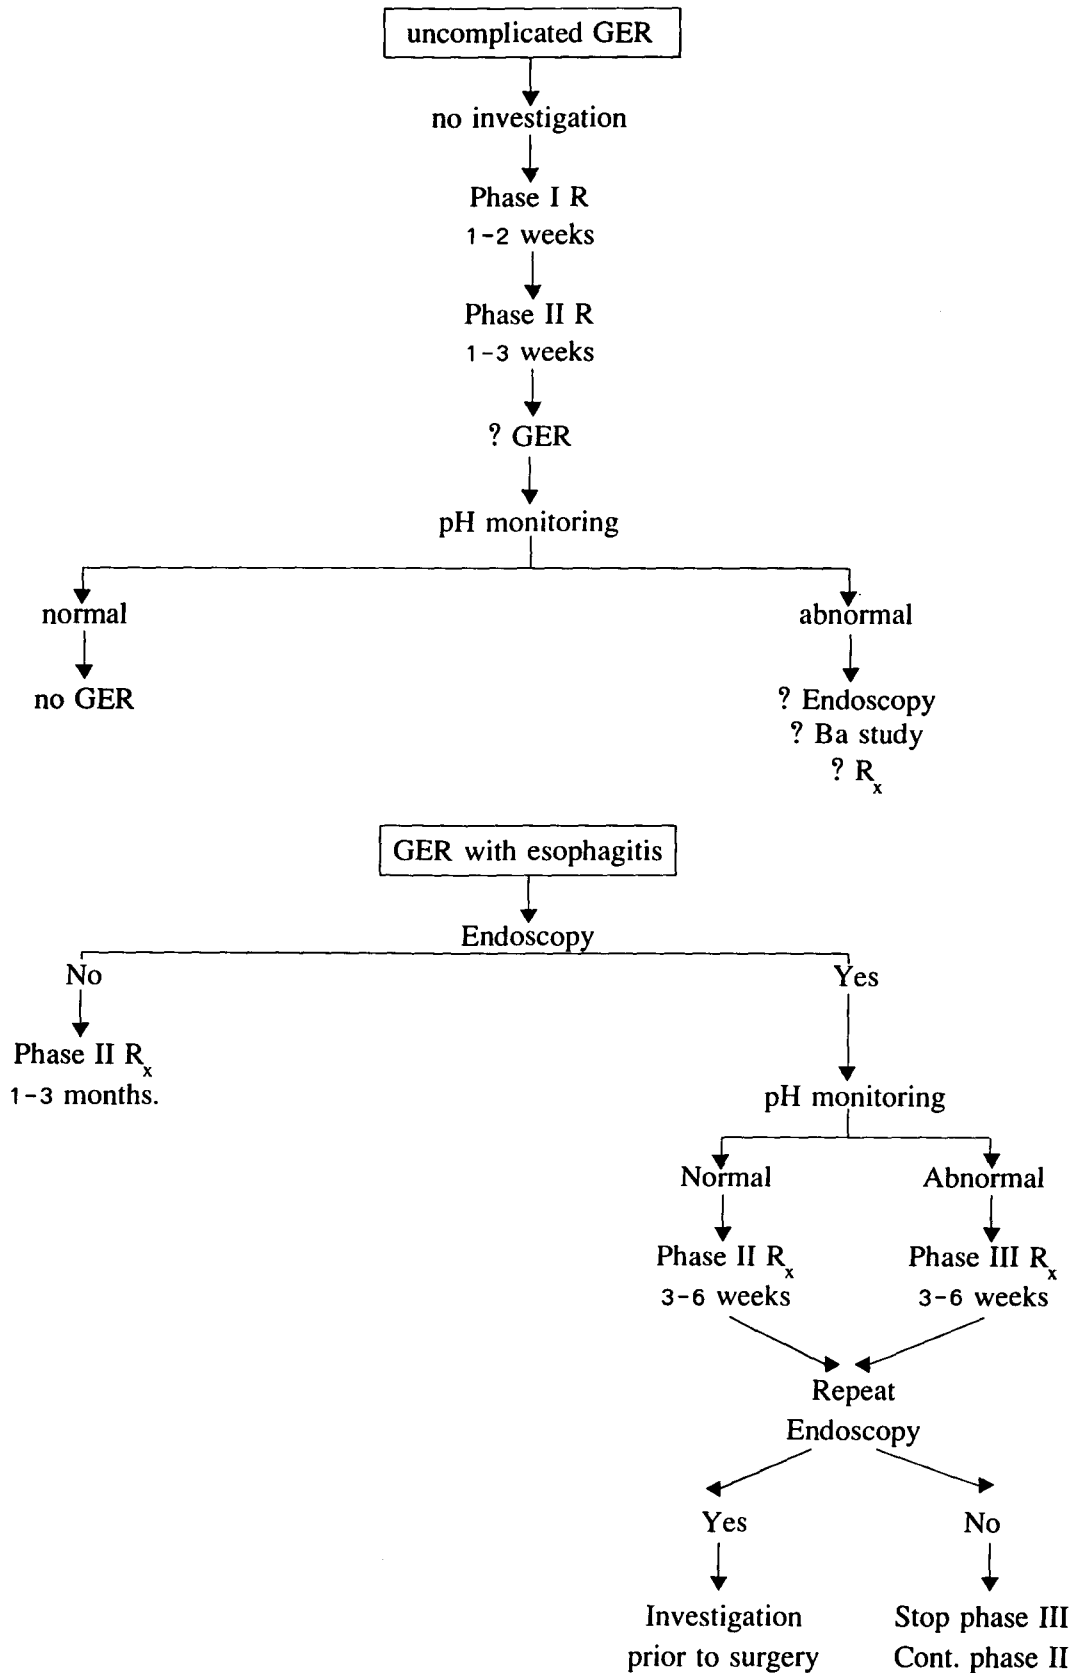 uncomplicated GER
no investigation
Phase I R
1-2 weeks
Phase II R
1-3 weeks
? GER
pH monitoring
normal
abnormal
no GER
? Endoscopy
? Ba study
? Rx
GER with esophagitis
Endoscopy
No
Yes
Phase II Rx
1-3 months.
pH monitoring
Normal
Abnormal
Phase II Rx
3-6 weeks
Phase III Rx
3-6 weeks
Repeat
Endoscopy
Yes
No
Investigation
prior to surgery
Stop phase III
Cont. phase II